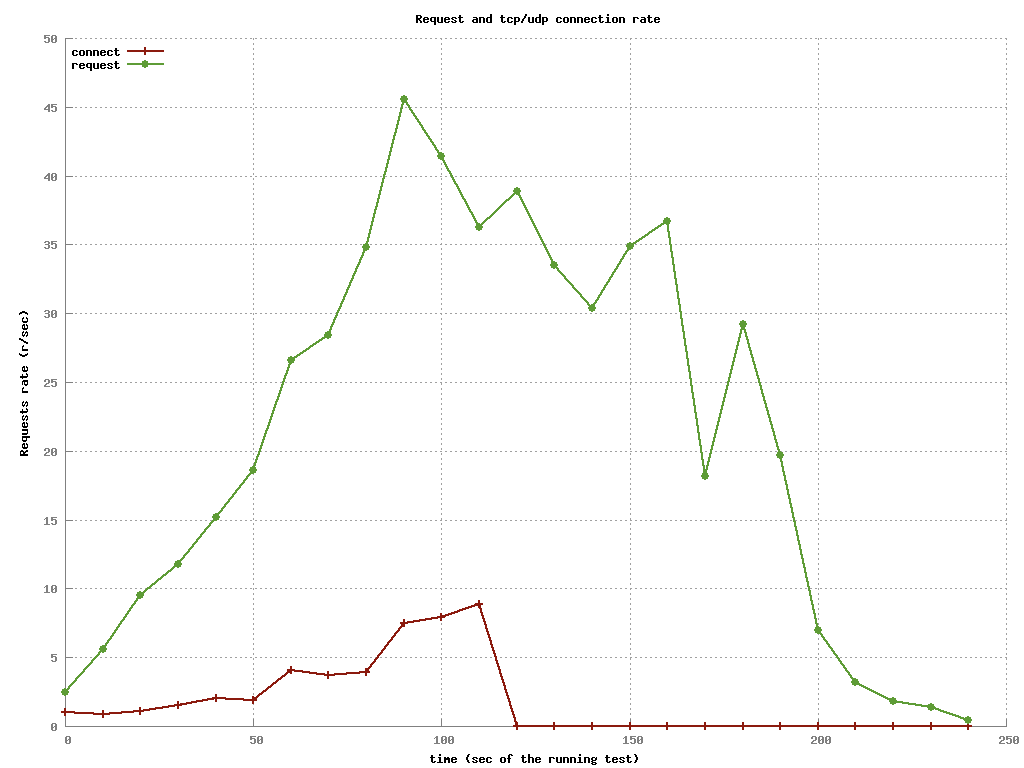 Request and tcp/udp connection rate
50
connect
request
45
40
35
30
Requests rate (r/sec)
25
20
15
10
5
0
0 50 100 150 200 250
time (sec of the running test)